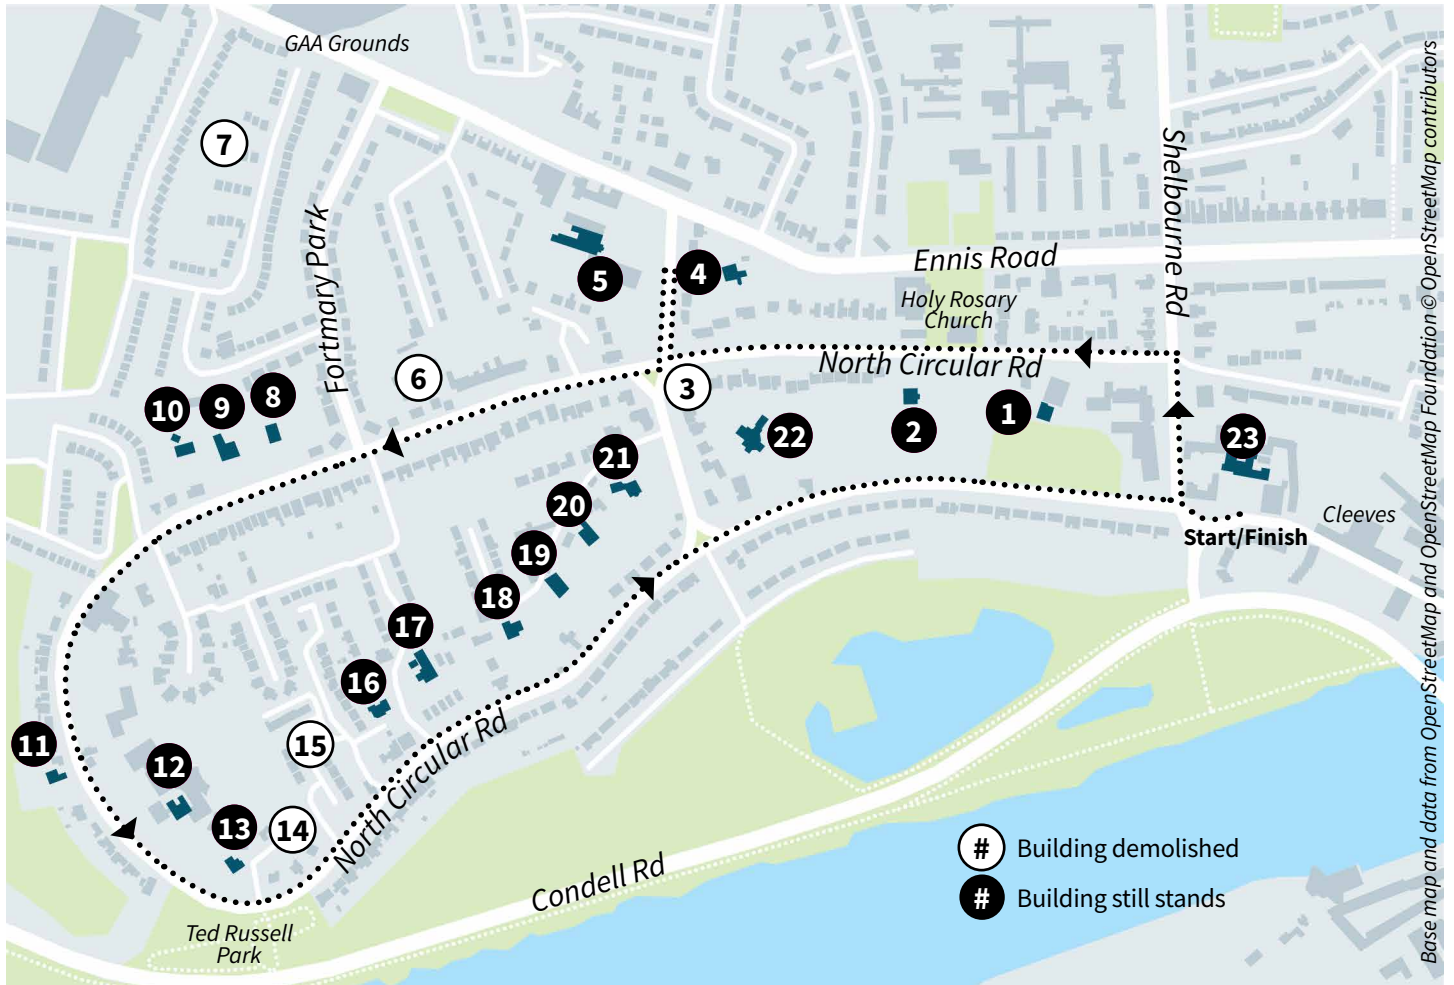 GAA Grounds
7
Fortmary Park
Shelbourne Rd
5
4
Ennis Road
Holy Rosary
Church
North Circular Rd
6
3
10
9
8
1
2
22
23
21
20
Cleeves
Start/Finish
19
18
17
16
15
11
12
13
14
North Circular Rd
Condell Rd
# Building demolished
# Building still stands
Ted Russell
Park
Base map and data from OpenStreetMap and OpenStreetMap Foundation © OpenStreetMap contributors